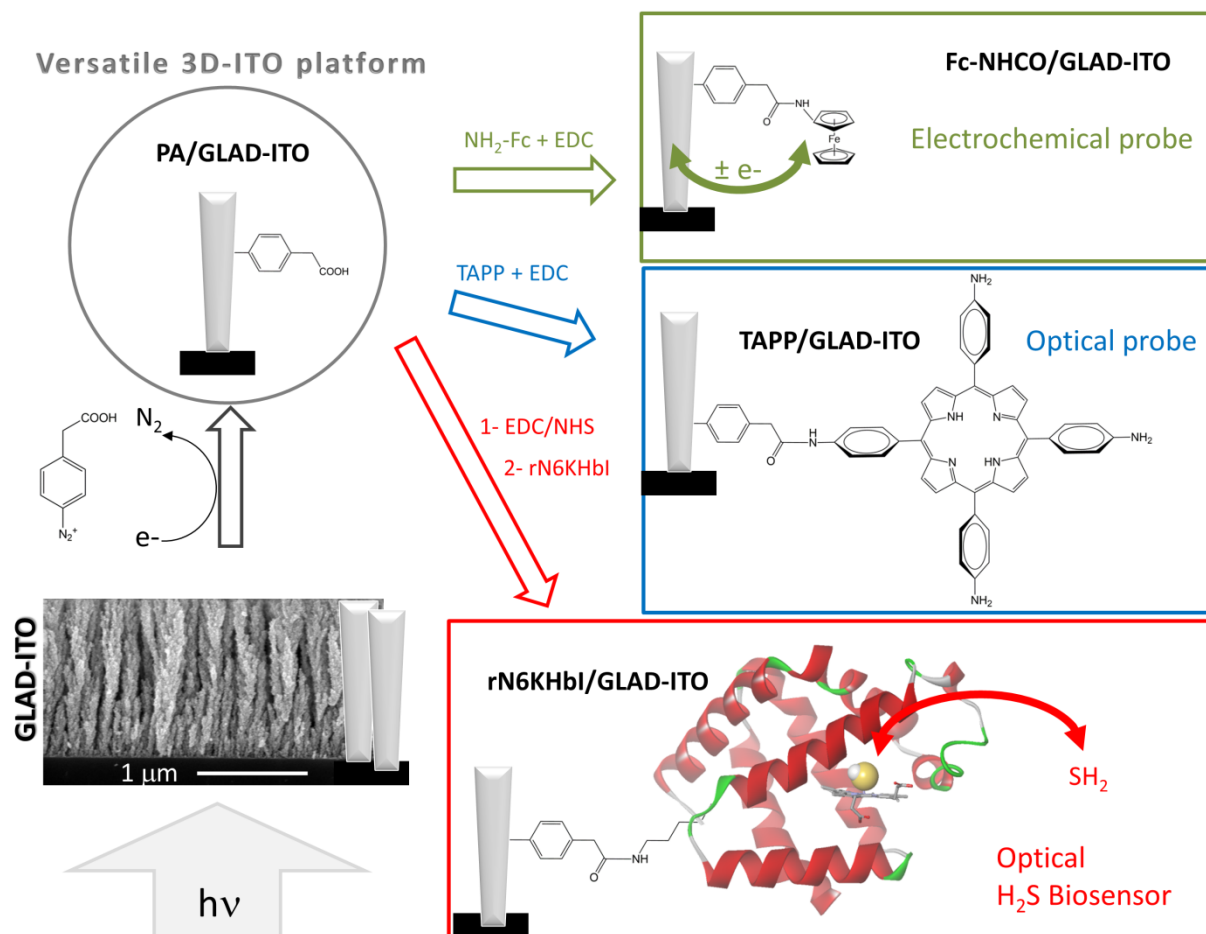 Versatile 3D-ITO platform
PA/GLAD-ITO
COOH
NH₂-Fc + EDC
Fc-NHCO/GLAD-ITO
Electrochemical probe
NH
O
Fe
± e-
TAPP + EDC
TAPP/GLAD-ITO
Optical probe
NH₂
NH
N
N
HN
NH₂
H
N
O
NH₂
1- EDC/NHS
2- rN6KHbI
COOH
N₂
N₂⁺
e-
GLAD-ITO
1 μm
hν
rN6KHbI/GLAD-ITO
O
NH
SH₂
Optical
H₂S Biosensor